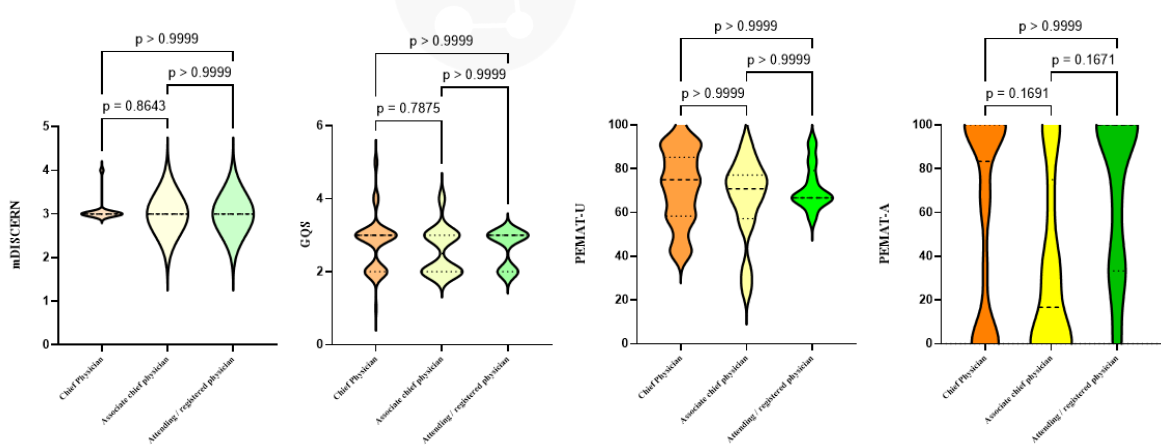 p > 0.9999
p > 0.9999
p = 0.8643
mDISCERN
5
4
3
2
1
0
Chief Physician
Associate chief physician
Attending / registered physician
p > 0.9999
p > 0.9999
p = 0.7875
GQS
6
4
2
0
Chief Physician
Associate chief physician
Attending / registered physician
p > 0.9999
p > 0.9999
p > 0.9999
PEMAT-U
100
80
60
40
20
0
Chief Physician
Associate chief physician
Attending / registered physician
p > 0.9999
p = 0.1671
p = 0.1691
PEMAT-A
100
80
60
40
20
0
Chief Physician
Associate chief physician
Attending / registered physician